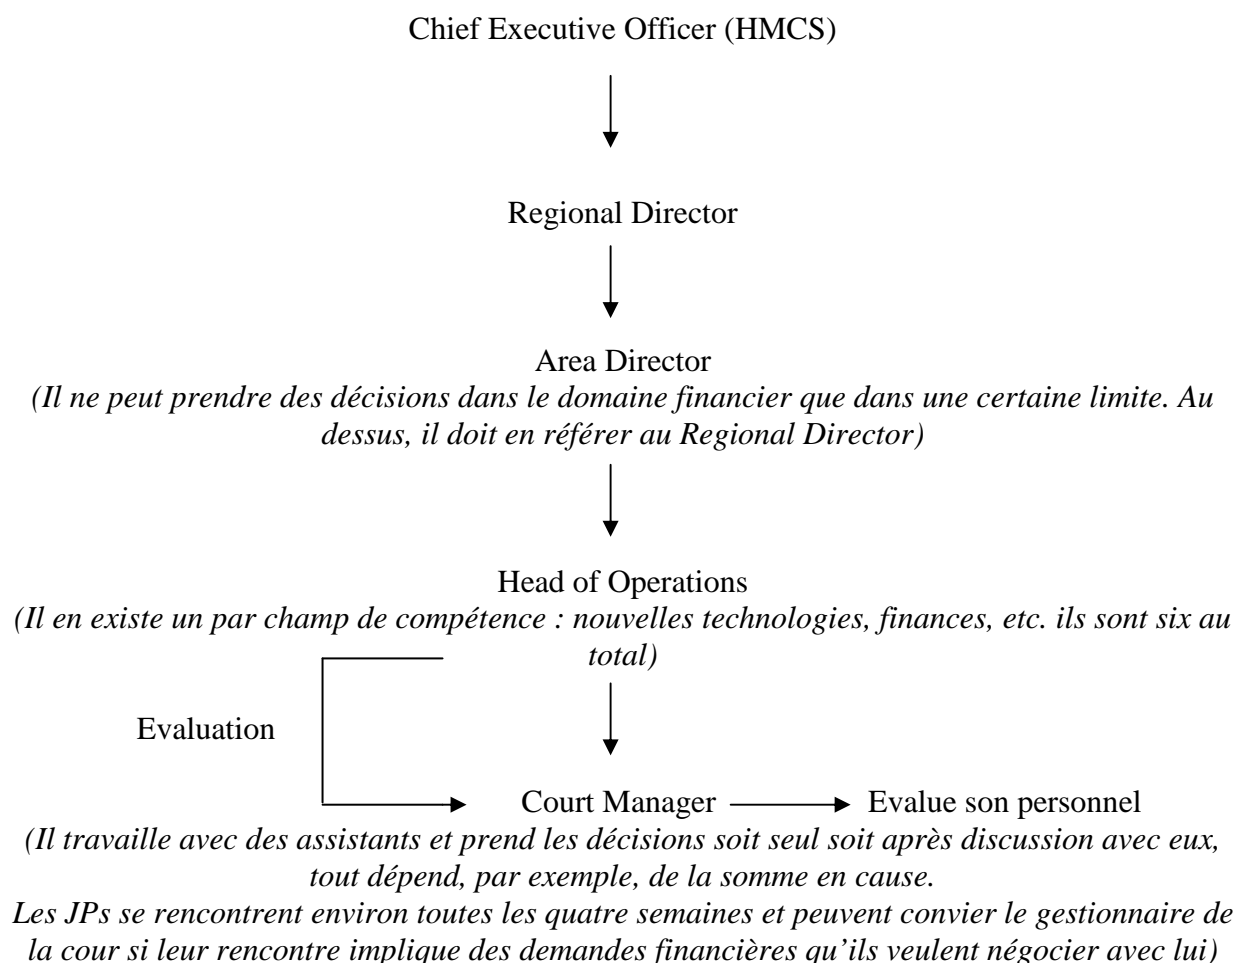 Chief Executive Officer (HMCS)
Regional Director
Area Director
(Il ne peut prendre des décisions dans le domaine financier que dans une certaine limite. Au
dessus, il doit en référer au Regional Director)
Head of Operations
(Il en existe un par champ de compétence : nouvelles technologies, finances, etc. ils sont six au
total)
Evaluation
Court Manager Evalue son personnel
(Il travaille avec des assistants et prend les décisions soit seul soit après discussion avec eux,
tout dépend, par exemple, de la somme en cause.
Les JPs se rencontrent environ toutes les quatre semaines et peuvent convier le gestionnaire de
la cour si leur rencontre implique des demandes financières qu’ils veulent négocier avec lui)